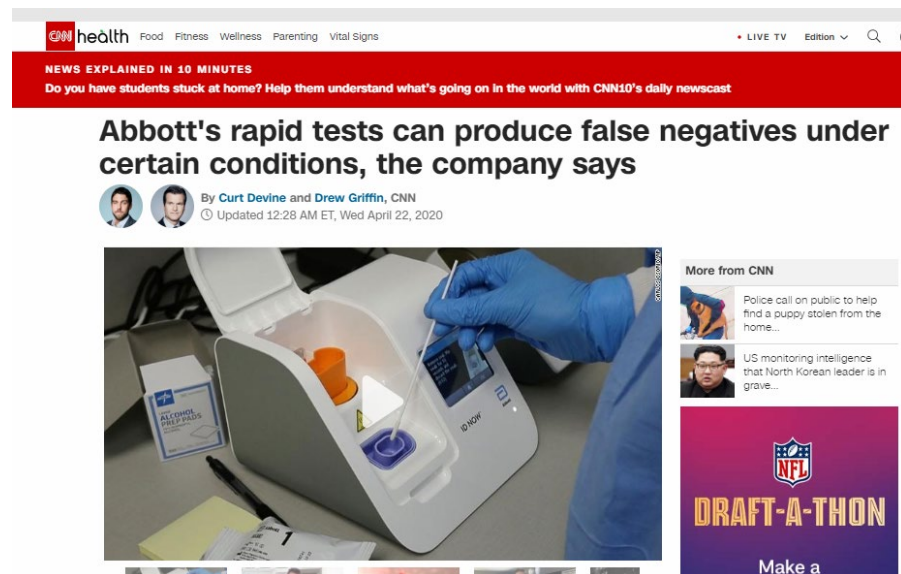 CNN health Food Fitness Wellness Parenting Vital Signs • LIVE TV Edition
NEWS EXPLAINED IN 10 MINUTES
Do you have students stuck at home? Help them understand what's going on in the world with CNN10's daily newscast
Abbott's rapid tests can produce false negatives under
certain conditions, the company says
By Curt Devine and Drew Griffin, CNN
Updated 12:28 AM ET, Wed April 22, 2020
ALCOHOL
PREP PADS
1
ID NOW
More from CNN
Police call on public to help
find a puppy stolen from the
home...
US monitoring intelligence
that North Korean leader is in
grave...
NFL
DRAFT-A-THON
Make a